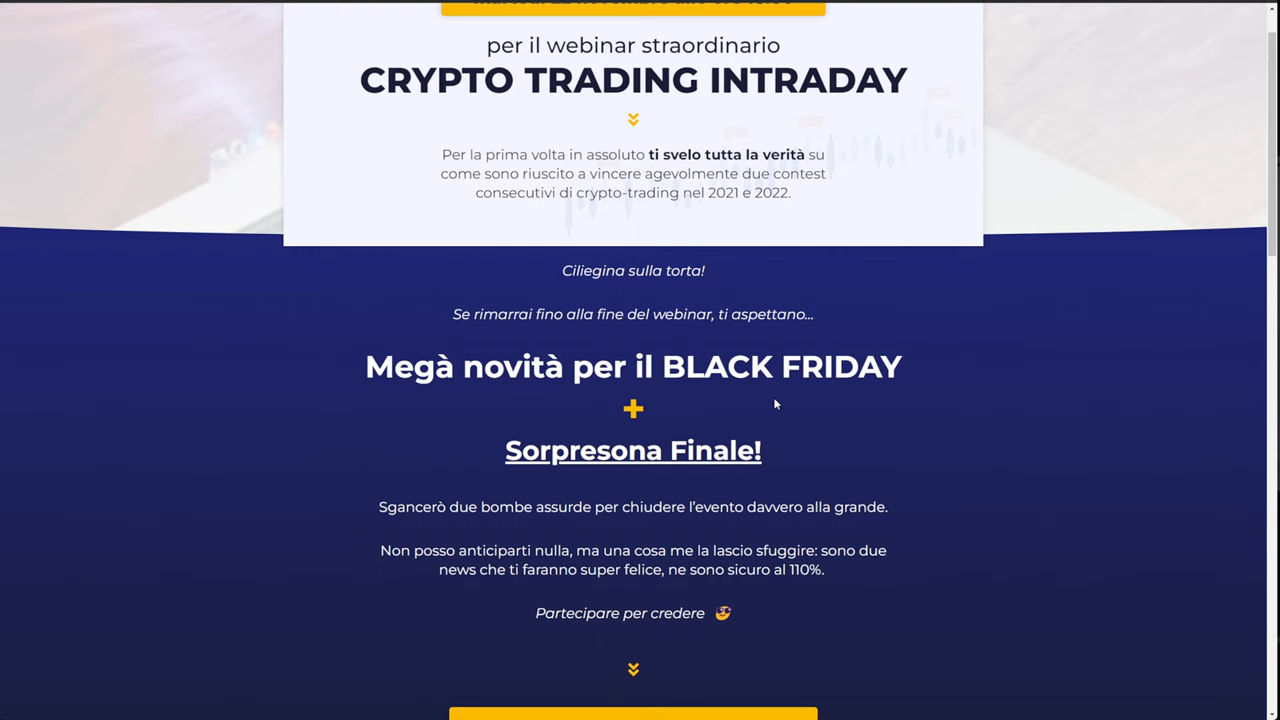 per il webinar straordinario
CRYPTO TRADING INTRADAY
Per la prima volta in assoluto ti svelo tutta la verità su
come sono riuscito a vincere agevolmente due contest
consecutivi di crypto-trading nel 2021 e 2022.
Ciliegina sulla torta!
Se rimarrai fino alla fine del webinar, ti aspettano...
Megà novità per il BLACK FRIDAY
+
Sorpresona Finale!
Sgancerò due bombe assurde per chiudere l'evento davvero alla grande.
Non posso anticiparti nulla, ma una cosa me la lascio sfuggire: sono due
news che ti faranno super felice, ne sono sicuro al 110%.
Partecipare per credere